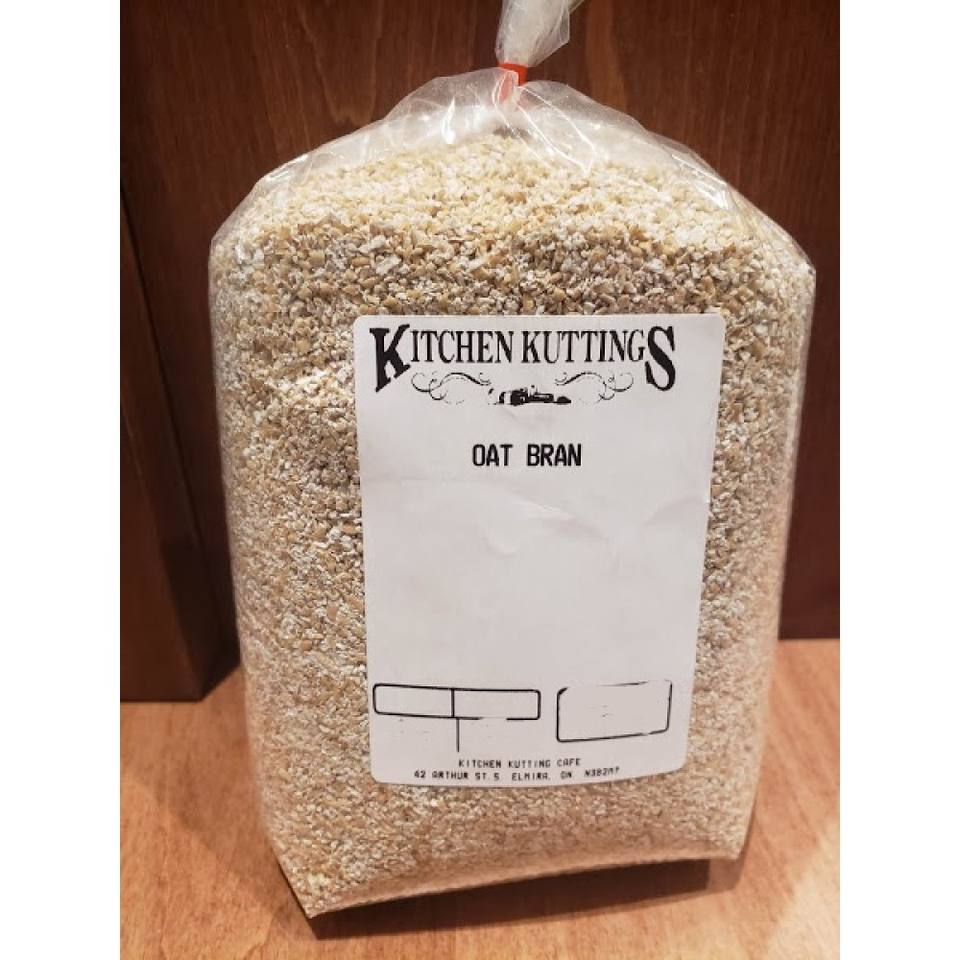 KITCHEN KUTTINGS
OAT BRAN
KITCHEN KUTTING CAFE
42 ARTHUR ST.S ELMIRA, ON N3B2M7